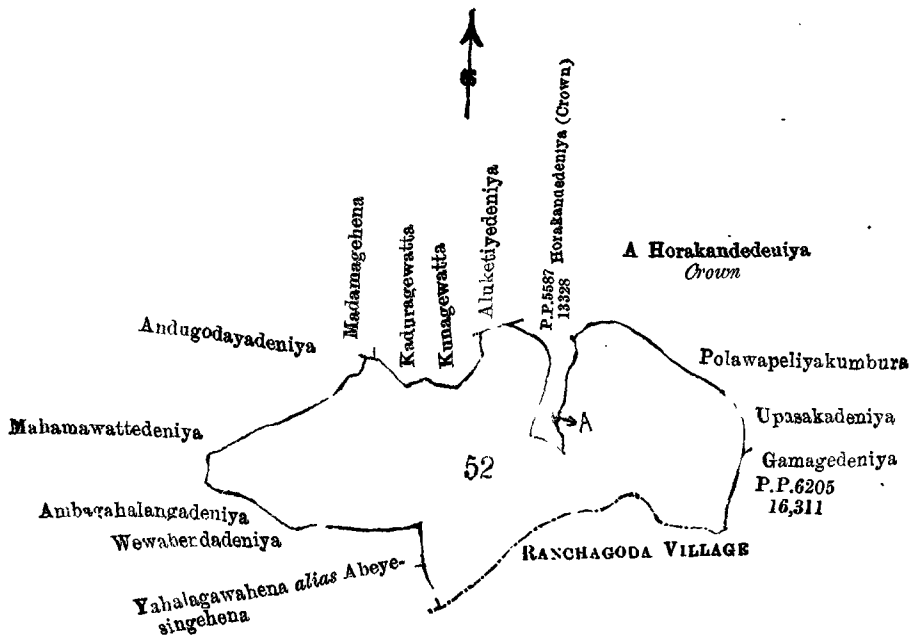 Horakandedeniya (Crown)
P.P.5587
13328
Aluketiyedeniya
Kunagewatta
Kaduragewatta
Madamagehena
A Horakandedeniya
Crown
Andugodayadeniya
Polawapeliyakumbura
Mahamawattedeniya
Upasakadeniya
A
52
Gamagedeniya
P.P.6205
16,311
Ambagahalangadeniya
Wewaberdadeniya
RANCHAGODA VILLAGE
Yahalagawahena alias Abeye-
singehena